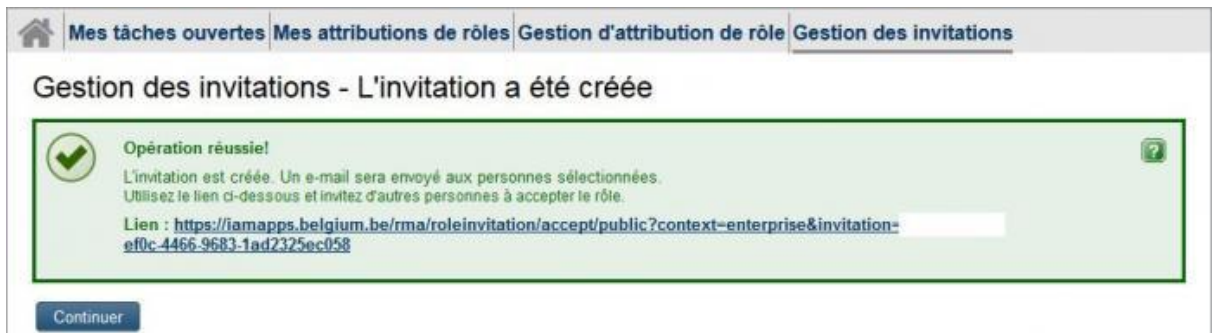 Mes tâches ouvertes Mes attributions de rôles Gestion d'attribution de rôle Gestion des invitations
Gestion des invitations - L'invitation a été créée
Opération réussie!
?
L'invitation est créée. Un e-mail sera envoyé aux personnes sélectionnées.
Utilisez le lien ci-dessous et invitez d'autres personnes à accepter le rôle.
Lien : https://iamapps.belgium.be/rma/roleinvitation/accept/public?context=enterprise&invitation=
ef0c-4466-9683-1ad2325ec058
Continuer